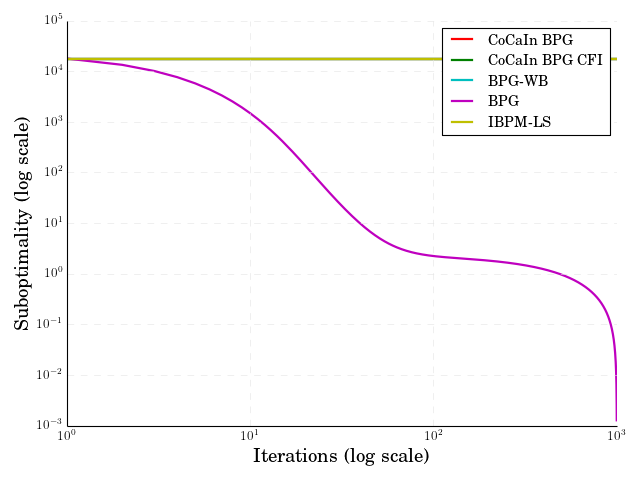 Suboptimality (log scale)
10^5
10^4
10^3
10^2
10^1
10^0
10^-1
10^-2
10^-3
CoCaIn BPG
CoCaIn BPG CFI
BPG-WB
BPG
IBPM-LS
10^0 10^1 10^2 10^3
Iterations (log scale)